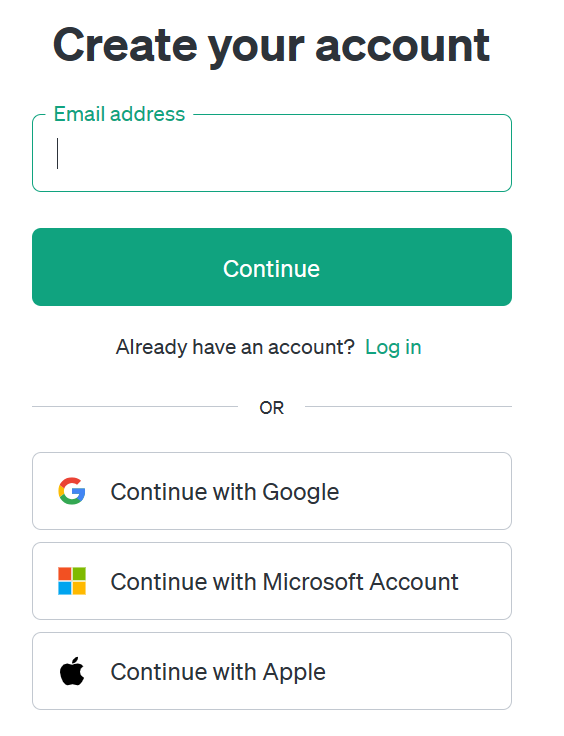 Create your account
Email address
Continue
Already have an account? Log in
OR
Continue with Google
Continue with Microsoft Account
Continue with Apple